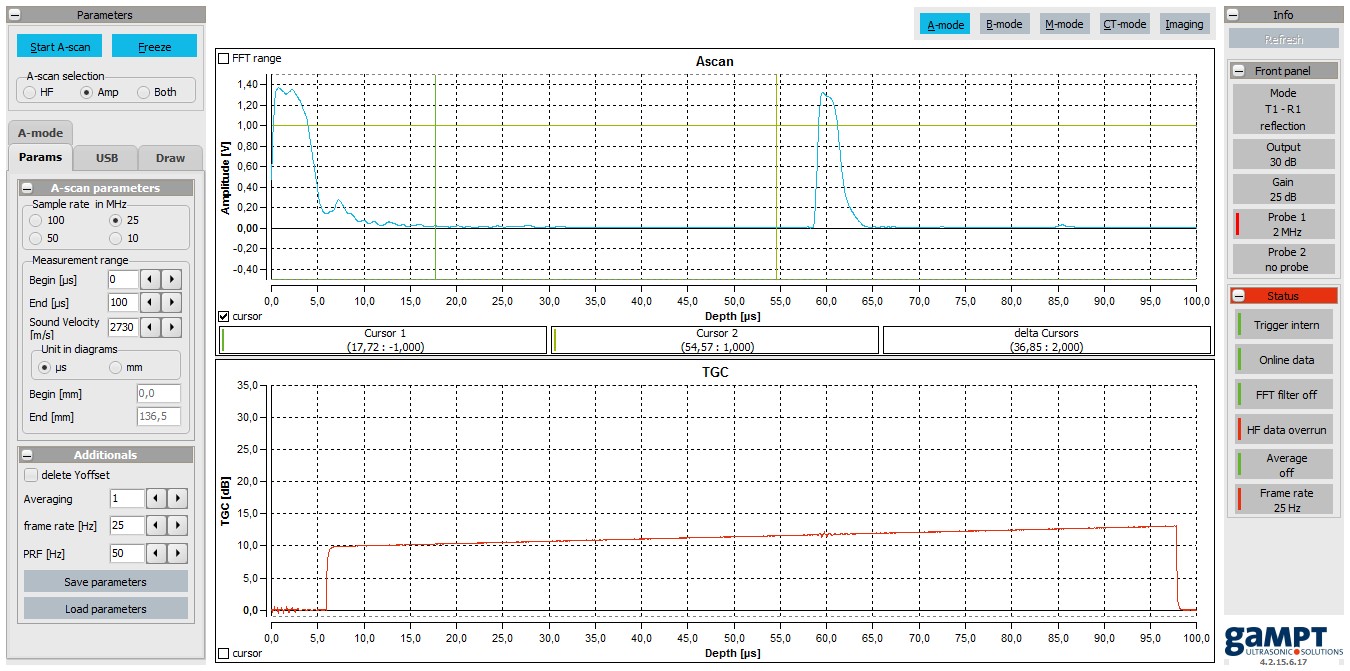 Parameters
Start A-scan
Freeze
A-scan selection
HF
Amp
Both
A-mode
Params
USB
Draw
A-scan parameters
Sample rate in MHz
100
25
50
10
Measurement range
Begin [µs]
0
End [µs]
100
Sound Velocity
[m/s]
2730
Unit in diagrams
µs
mm
Begin [mm]
0,0
End [mm]
136,5
Additionals
delete Yoffset
Averaging
1
frame rate [Hz]
25
PRF [Hz]
50
Save parameters
Load parameters
A-mode
B-mode
M-mode
CT-mode
Imaging
FFT range
Ascan
Amplitude [V]
1,40
1,20
1,00
0,80
0,60
0,40
0,20
0,00
-0,20
-0,40
0,0 5,0 10,0 15,0 20,0 25,0 30,0 35,0 40,0 45,0 50,0 55,0 60,0 65,0 70,0 75,0 80,0 85,0 90,0 95,0 100,0
cursor
Depth [µs]
Cursor 1
(17,72 : -1,000)
Cursor 2
(54,57 : 1,000)
delta Cursors
(36,85 : 2,000)
TGC
TGC [dB]
35,0
30,0
25,0
20,0
15,0
10,0
5,0
0,0
0,0 5,0 10,0 15,0 20,0 25,0 30,0 35,0 40,0 45,0 50,0 55,0 60,0 65,0 70,0 75,0 80,0 85,0 90,0 95,0 100,0
cursor
Depth [µs]
Info
Refresh
Front panel
Mode
T1 - R1
reflection
Output
30 dB
Gain
25 dB
Probe 1
2 MHz
Probe 2
no probe
Status
Trigger intern
Online data
FFT filter off
HF data overrun
Average
off
Frame rate
25 Hz
gaMPT
ULTRASONIC SOLUTIONS
4.2.15.6.17